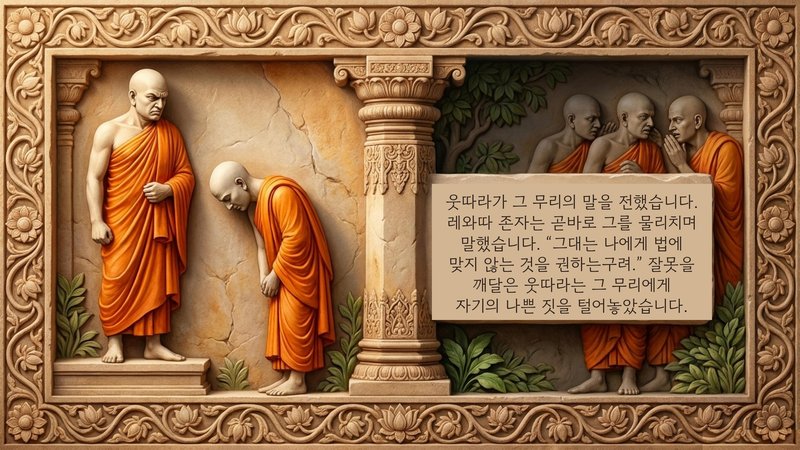 웃따라가 그 무리의 말을 전했습니다.
레와따 존자는 곧바로 그를 물리치며
말했습니다. “그대는 나에게 법에
맞지 않는 것을 권하는구려.” 잘못을
깨달은 웃따라는 그 무리에게
자기의 나쁜 짓을 털어놓았습니다.